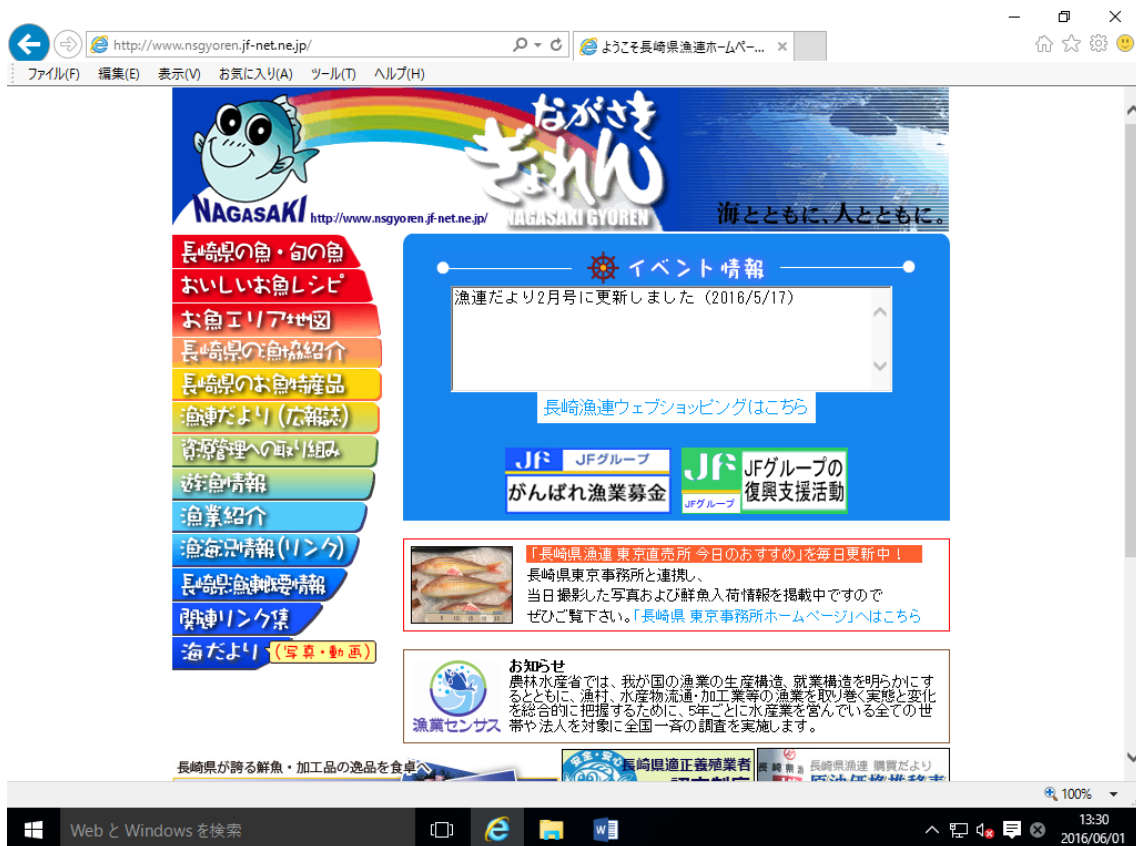 http://www.nsgyoren.jf-net.ne.jp/
ようこそ長崎県漁連ホームペー...
ファイル(F) 編集(E) 表示(V) お気に入り(A) ツール(T) ヘルプ(H)
NAGASAKI
http://www.nsgyoren.jf-net.ne.jp/
ながさき
ぎょれん
NAGASAKI GYOREN
海とともに、人とともに。
長崎県の魚・旬の魚
おいしいお魚レシピ
お魚エリア地図
長崎県の漁協紹介
長崎県のお魚特産品
漁連だより(広報誌)
資源管理への取り組み
遊漁情報
漁業紹介
漁海況情報(リンク)
長崎県漁連概要情報
関連リンク集
海だより (写真・動画)
イベント情報
漁連だより2月号に更新しました (2016/5/17)
長崎漁連ウェブショッピングはこちら
JF JFグループ
がんばれ漁業募金
JF JFグループ
JFグループの
復興支援活動
「長崎県漁連 東京直売所 今日のおすすめ」を毎日更新中!
長崎県東京事務所と連携し、
当日撮影した写真および鮮魚入荷情報を掲載中ですので
ぜひご覧下さい。「長崎県 東京事務所ホームページ」へはこちら
漁業センサス
お知らせ
農林水産省では、我が国の漁業の生産構造、就業構造を明らかにす
るとともに、漁村、水産物流通・加工業等の漁業を取り巻く実態と変化
を総合的に把握するために、5年ごとに水産業を営んでいる全ての世
帯や法人を対象に全国一斉の調査を実施します。
長崎県が誇る鮮魚・加工品の逸品を食卓へ
安全・安心
長崎県適正養殖業者
長崎県漁連 購買だより
100%
Web と Windows を検索
13:30
2016/06/01